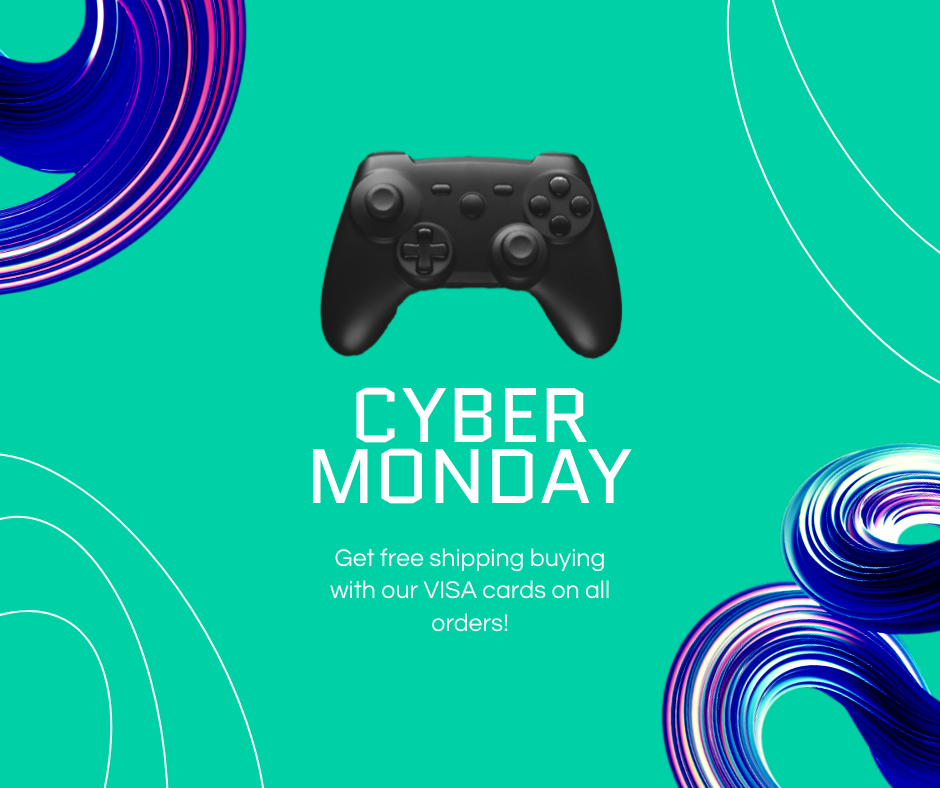 CYBER
MONDAY
Get free shipping buying
with our VISA cards on all
orders!